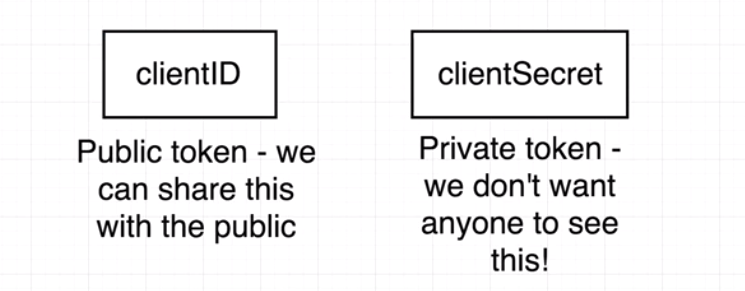 clientID
Public token - we
can share this
with the public
clientSecret
Private token -
we don't want
anyone to see
this!